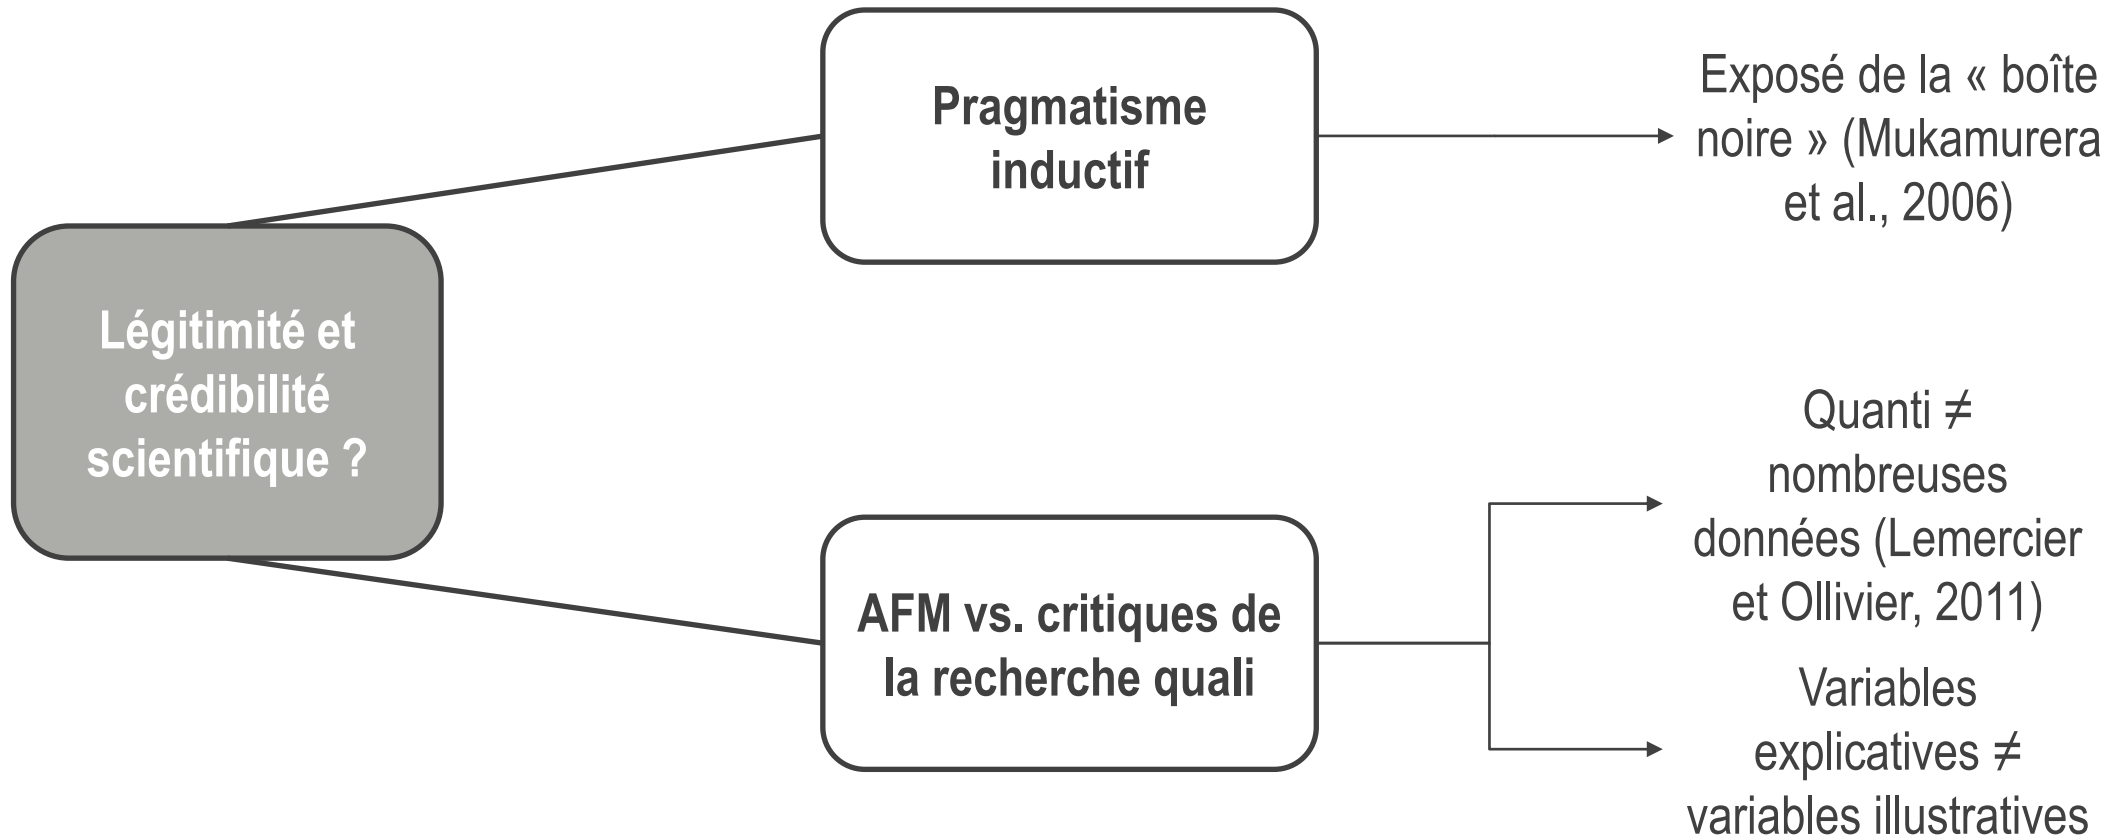 Pragmatisme
inductif
Exposé de la « boîte
noire » (Mukamurera
et al., 2006)
Légitimité et
crédibilité
scientifique ?
AFM vs. critiques de
la recherche quali
Quanti ≠
nombreuses
données (Lemercier
et Ollivier, 2011)
Variables
explicatives ≠
variables illustratives